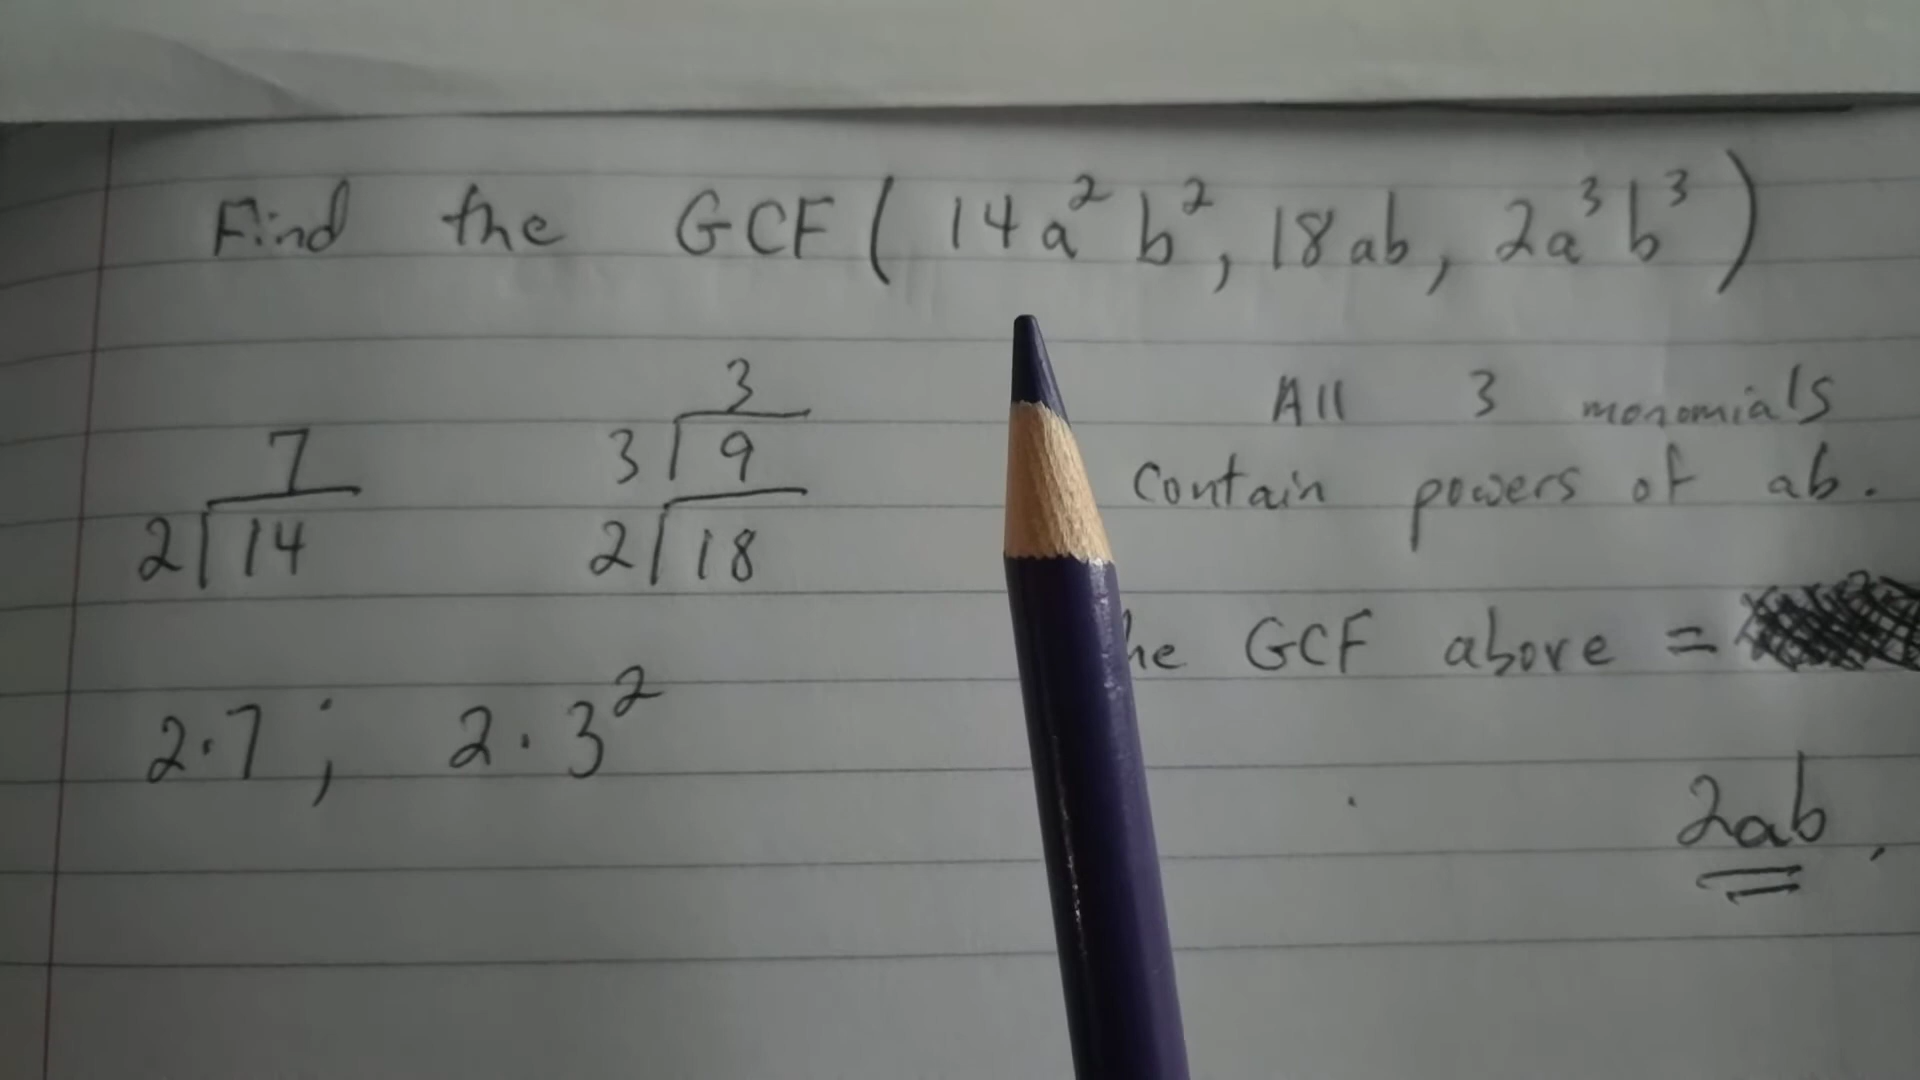 Find the GCF ( 14a²b², 18ab, 2a³b³ )
7
2 14
3
3 9
2 18
2·7 ; 2·3²
All 3 monomials
contain powers of ab.
GCF above =
2ab.